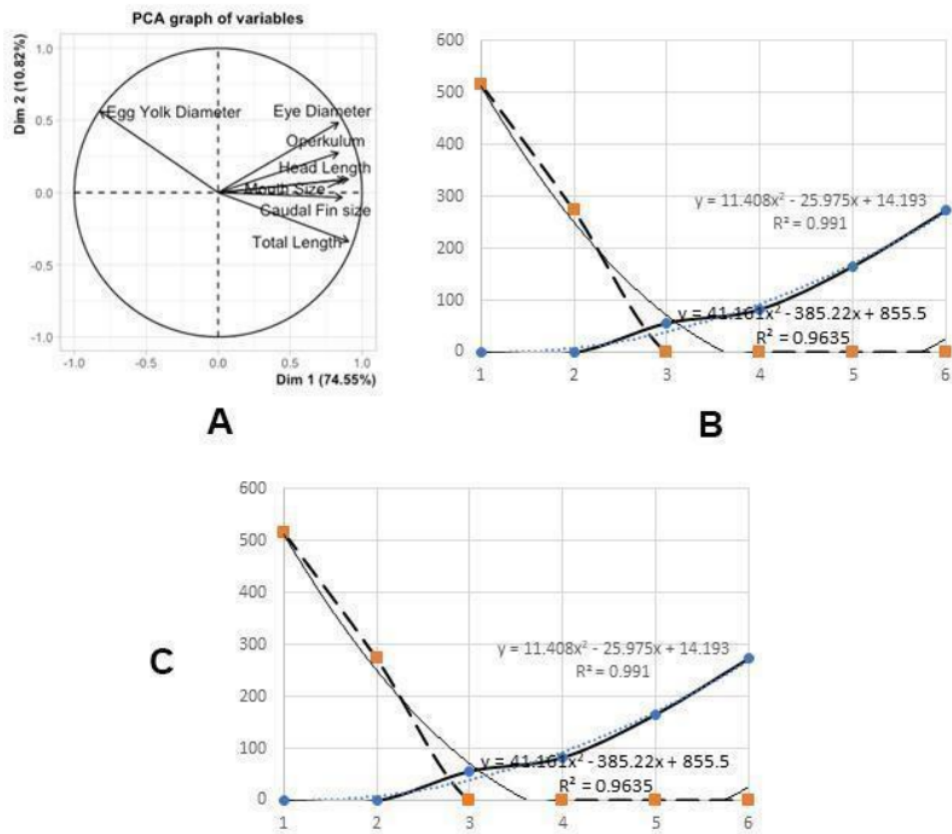 PCA graph of variables
Dim 2 (10.82%)
1.0
0.5
0.0
-0.5
-1.0
Egg Yolk Diameter
Eye Diameter
Operkulum
Head Length
Mouth Size
Caudal Fin size
Total Length
-1.0 -0.5 0.0 0.5 1.0
Dim 1 (74.55%)
A
600
500
400
300
200
100
0
y = 11.408x² - 25.975x + 14.193
R² = 0.991
y = 41.161x² - 385.22x + 855.5
R² = 0.9635
1 2 3 4 5 6
B
C
600
500
400
300
200
100
0
y = 11.408x² - 25.975x + 14.193
R² = 0.991
y = 41.161x² - 385.22x + 855.5
R² = 0.9635
1 2 3 4 5 6